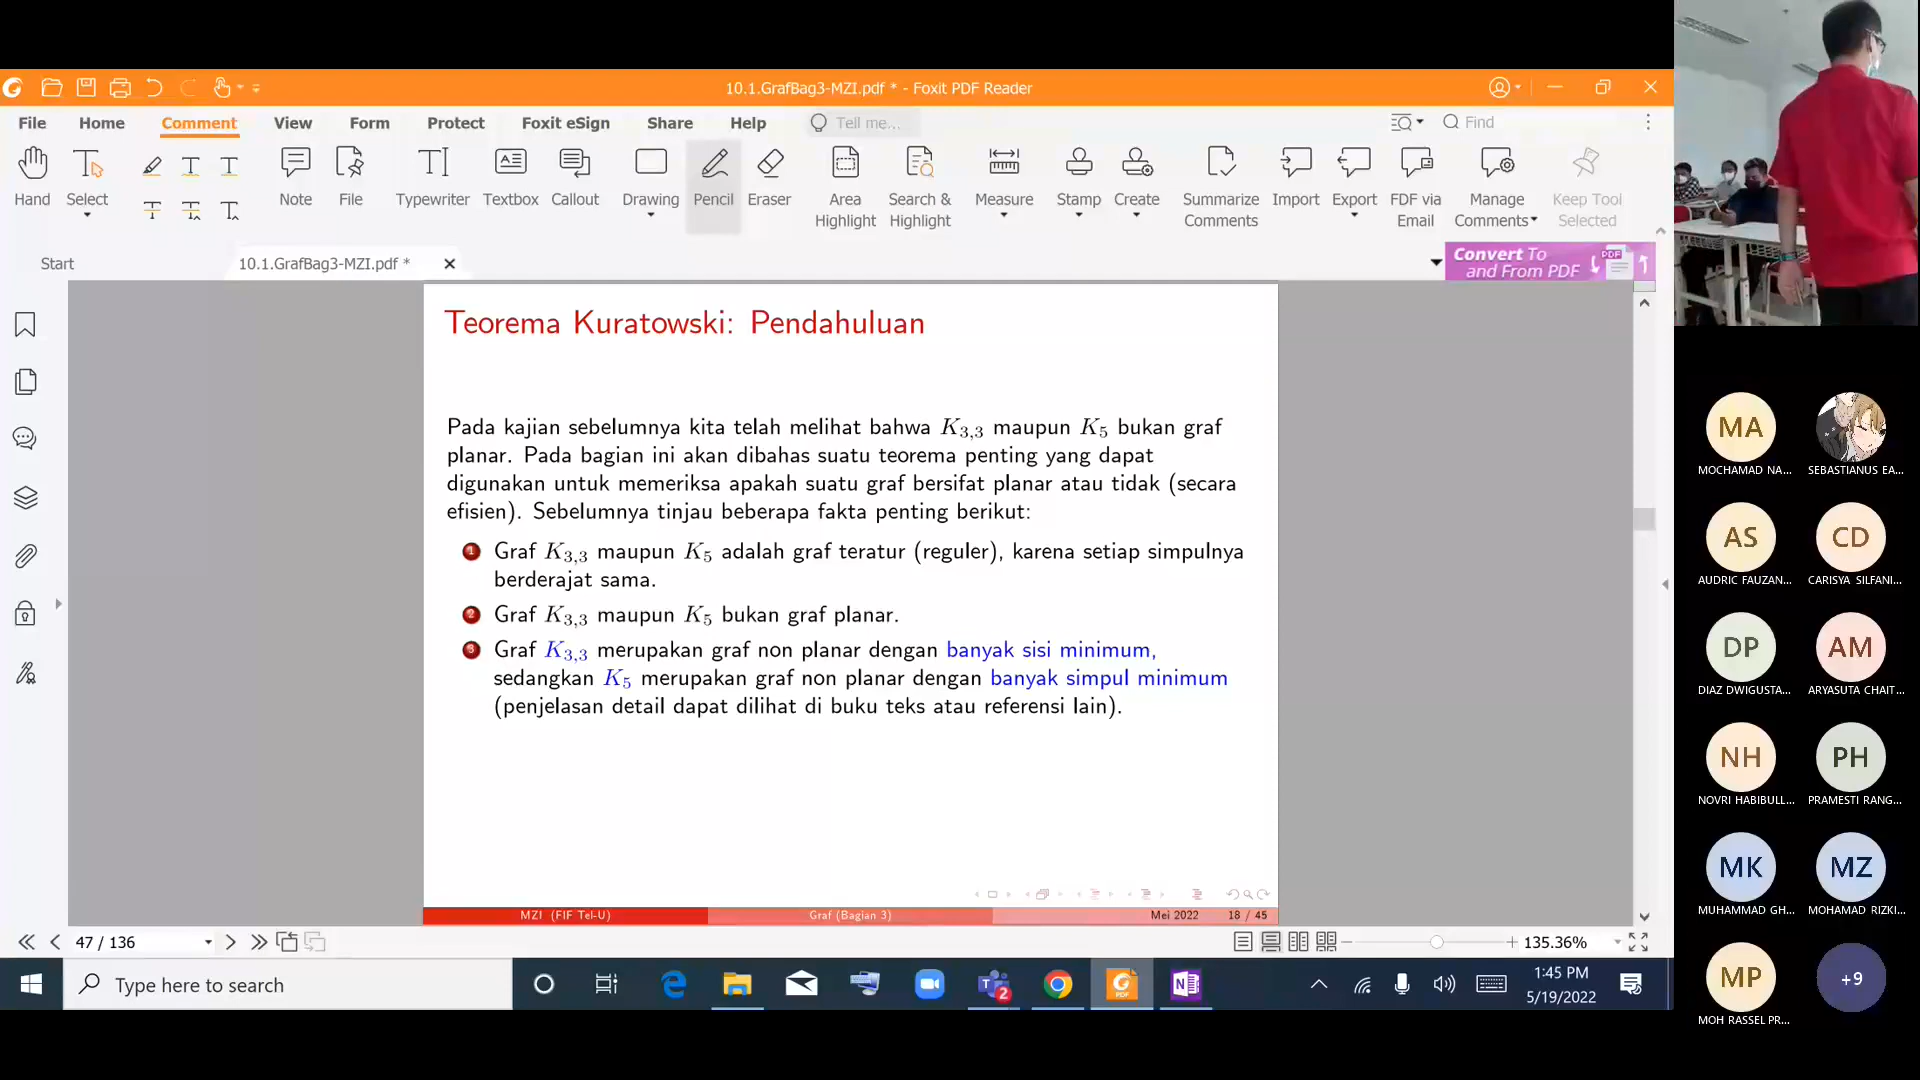 10.1.GrafBag3-MZI.pdf * - Foxit PDF Reader
File Home Comment View Form Protect Foxit eSign Share Help Tell me... Find
Hand Select Note File Typewriter Textbox Callout Drawing Pencil Eraser Area Highlight Search & Highlight Measure Stamp Create Summarize Comments Import Export FDF via Email Manage Comments Keep Tool Selected
Start 10.1.GrafBag3-MZI.pdf *
Convert To
and From PDF
PDF
Teorema Kuratowski: Pendahuluan
Pada kajian sebelumnya kita telah melihat bahwa K3,3 maupun K5 bukan graf
planar. Pada bagian ini akan dibahas suatu teorema penting yang dapat
digunakan untuk memeriksa apakah suatu graf bersifat planar atau tidak (secara
efisien). Sebelumnya tinjau beberapa fakta penting berikut:
1 Graf K3,3 maupun K5 adalah graf teratur (reguler), karena setiap simpulnya
berderajat sama.
2 Graf K3,3 maupun K5 bukan graf planar.
3 Graf K3,3 merupakan graf non planar dengan banyak sisi minimum,
sedangkan K5 merupakan graf non planar dengan banyak simpul minimum
(penjelasan detail dapat dilihat di buku teks atau referensi lain).
MZI (FIF Tel-U) Graf (Bagian 3) Mei 2022 18 / 45
47 / 136 135.36%
Type here to search
2
1:45 PM
5/19/2022
MA
MOCHAMAD NA... SEBASTIANUS EA...
AS CD
AUDRIC FAUZAN... CARISYA SILFANI...
DP AM
DIAZ DWIGUSTA... ARYASUTA CHAIT...
NH PH
NOVRI HABIBULL... PRAMESTI RANG...
MK MZ
MUHAMMAD GH... MOHAMAD RIZKI...
MP +9
MOH RASSEL PR...